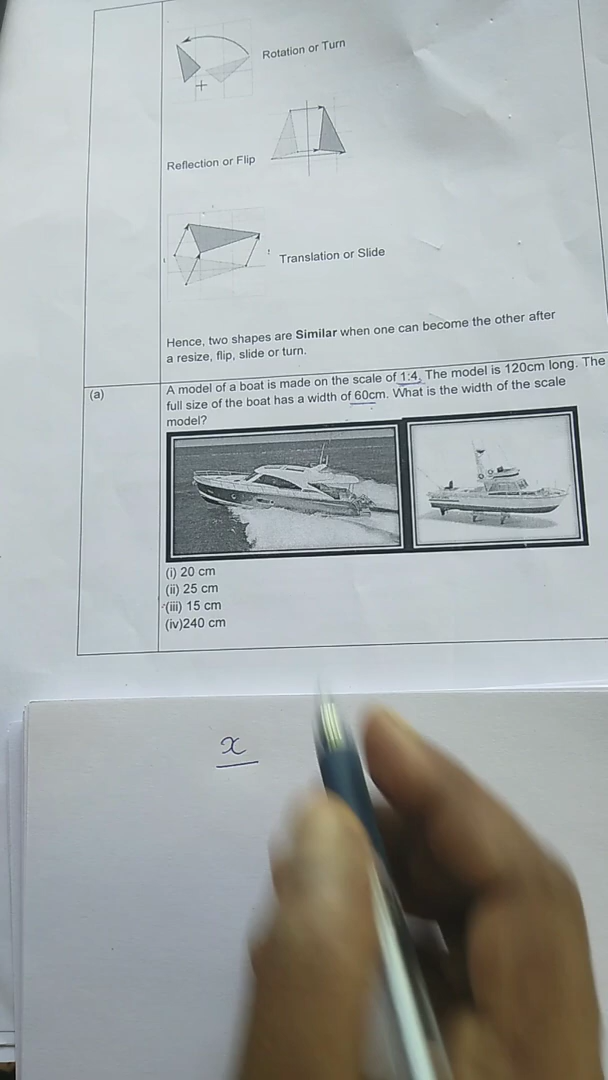 Rotation or Turn
Reflection or Flip
Translation or Slide
Hence, two shapes are Similar when one can become the other after
a resize, flip, slide or turn.
(a)
A model of a boat is made on the scale of 1:4. The model is 120cm long. The
full size of the boat has a width of 60cm. What is the width of the scale
model?
(i) 20 cm
(ii) 25 cm
(iii) 15 cm
(iv)240 cm
x